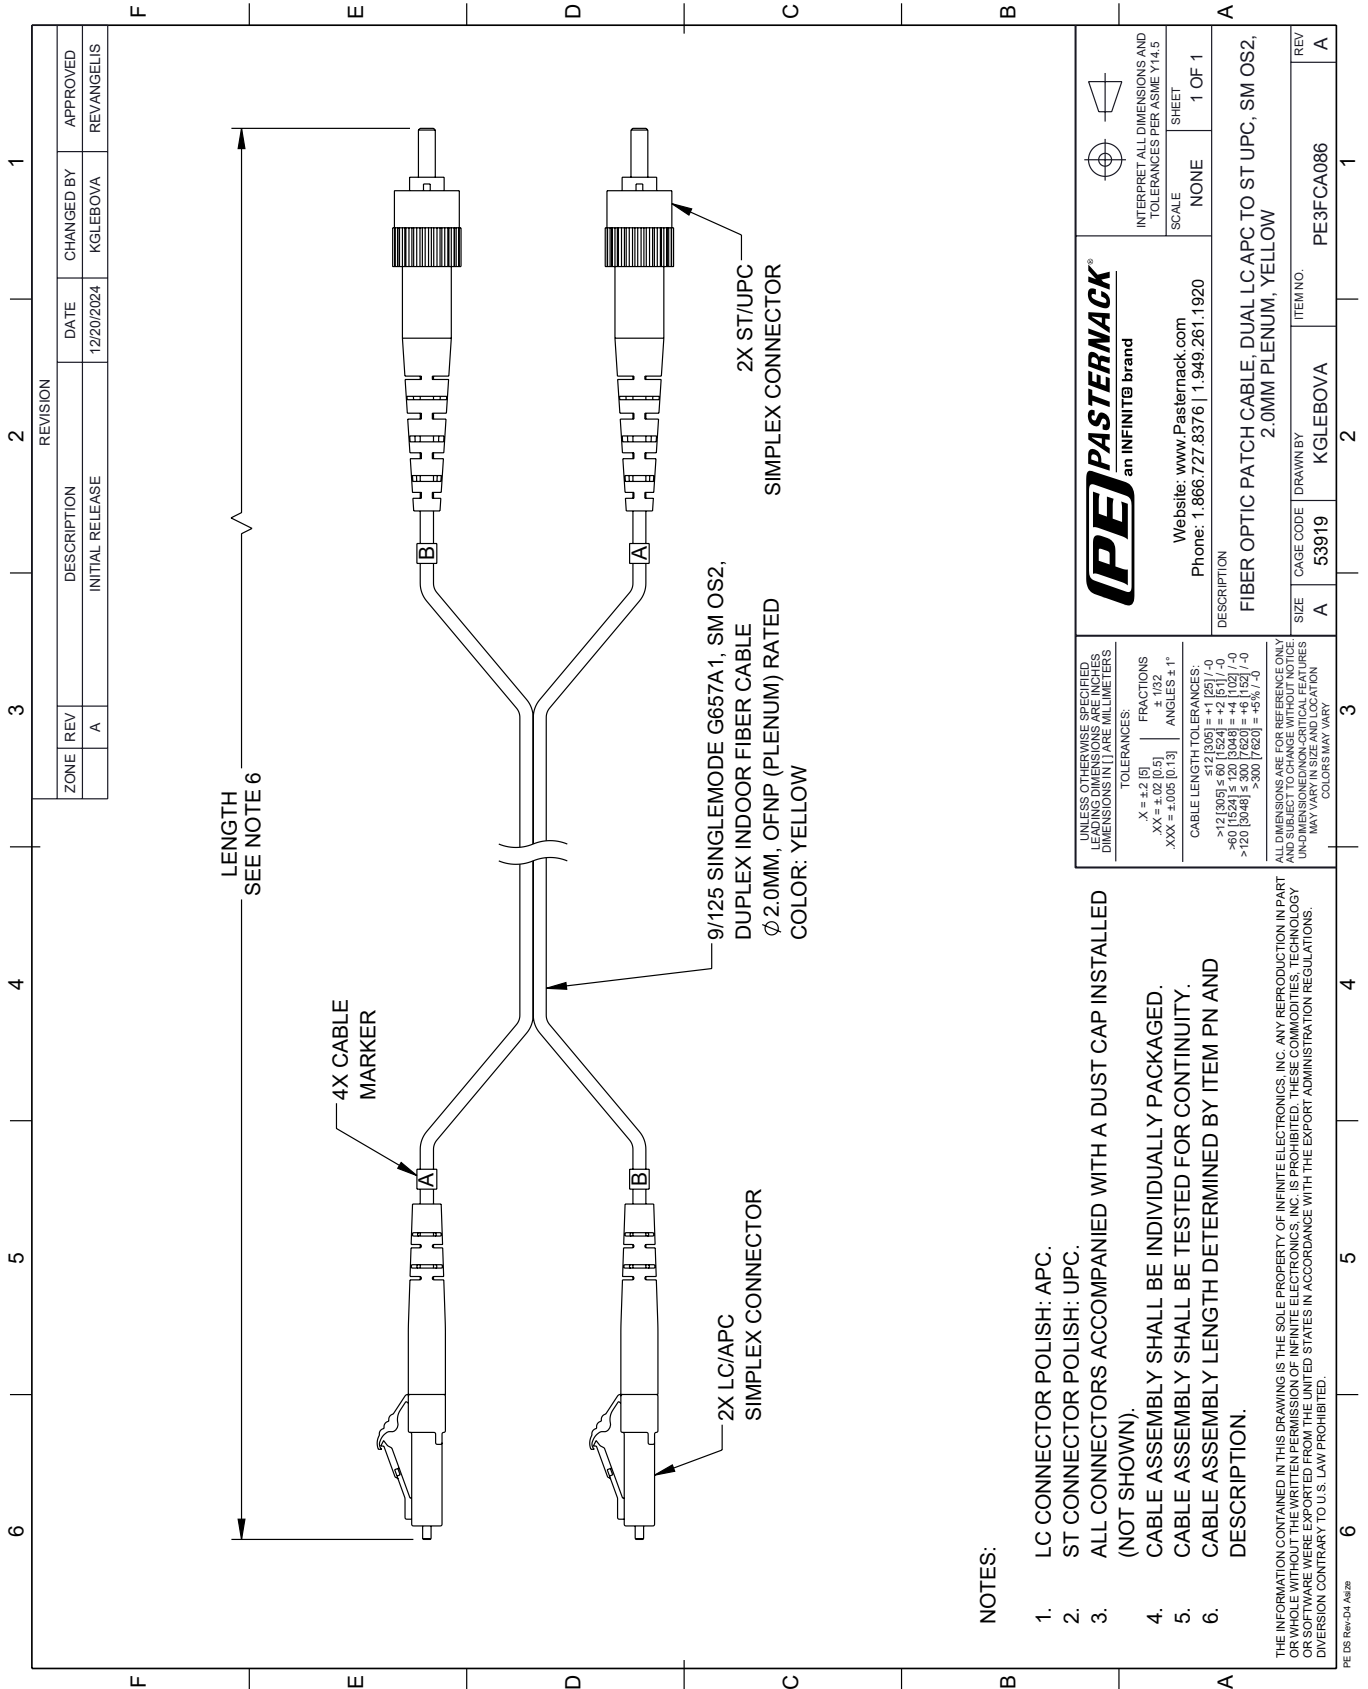 6
5
4
3
2
1
F
E
D
C
B
A
REVISION
ZONE
REV
DESCRIPTION
DATE
CHANGED BY
APPROVED
A
INITIAL RELEASE
12/20/2024
KGLEBOVA
REVANGELIS
LENGTH
SEE NOTE 6
4X CABLE
MARKER
A
B
B
A
2X LC/APC
SIMPLEX CONNECTOR
9/125 SINGLEMODE G657A1, SM OS2,
DUPLEX INDOOR FIBER CABLE
∅2.0MM, OFNP (PLENUM) RATED
COLOR: YELLOW
2X ST/UPC
SIMPLEX CONNECTOR
NOTES:
1. LC CONNECTOR POLISH: APC.
2. ST CONNECTOR POLISH: UPC.
3. ALL CONNECTORS ACCOMPANIED WITH A DUST CAP INSTALLED
(NOT SHOWN).
4. CABLE ASSEMBLY SHALL BE INDIVIDUALLY PACKAGED.
5. CABLE ASSEMBLY SHALL BE TESTED FOR CONTINUITY.
6. CABLE ASSEMBLY LENGTH DETERMINED BY ITEM PN AND
DESCRIPTION.
THE INFORMATION CONTAINED IN THIS DRAWING IS THE SOLE PROPERTY OF INFINITE ELECTRONICS, INC. ANY REPRODUCTION IN PART
OR WHOLE WITHOUT THE WRITTEN PERMISSION OF INFINITE ELECTRONICS, INC. IS PROHIBITED. THESE COMMODITIES, TECHNOLOGY
OR SOFTWARE WERE EXPORTED FROM THE UNITED STATES IN ACCORDANCE WITH THE EXPORT ADMINISTRATION REGULATIONS.
DIVERSION CONTRARY TO U.S. LAW PROHIBITED.
UNLESS OTHERWISE SPECIFIED
LEADING DIMENSIONS ARE INCHES
DIMENSIONS IN [ ] ARE MILLIMETERS
TOLERANCES:
.X = ±.2 [5]
.XX = ±.02 [0.5]
.XXX = ±.005 [0.13]
FRACTIONS
± 1/32
ANGLES ± 1°
CABLE LENGTH TOLERANCES:
≤12 [305] = +1 [25] / -0
>12 [305] ≤ 60 [1524] = +2 [51] / -0
>60 [1524] ≤ 120 [3048] = +4 [102] / -0
>120 [3048] ≤ 300 [7620] = +6 [152] / -0
>300 [7620] = +5% / -0
ALL DIMENSIONS ARE FOR REFERENCE ONLY
AND SUBJECT TO CHANGE WITHOUT NOTICE.
UN-DIMENSIONED/NON-CRITICAL FEATURES
MAY VARY IN SIZE AND LOCATION
COLORS MAY VARY
PE PASTERNACK®
an INFINIT@ brand
Website: www.Pasternack.com
Phone: 1.866.727.8376 | 1.949.261.1920
INTERPRET ALL DIMENSIONS AND
TOLERANCES PER ASME Y14.5
SCALE
NONE
SHEET
1 OF 1
DESCRIPTION
FIBER OPTIC PATCH CABLE, DUAL LC APC TO ST UPC, SM OS2,
2.0MM PLENUM, YELLOW
SIZE
A
CAGE CODE
53919
DRAWN BY
KGLEBOVA
ITEM NO.
PE3FCA086
REV
A
F
E
D
C
B
A
6
5
4
3
2
1
PE DS Rev-D4 Asize